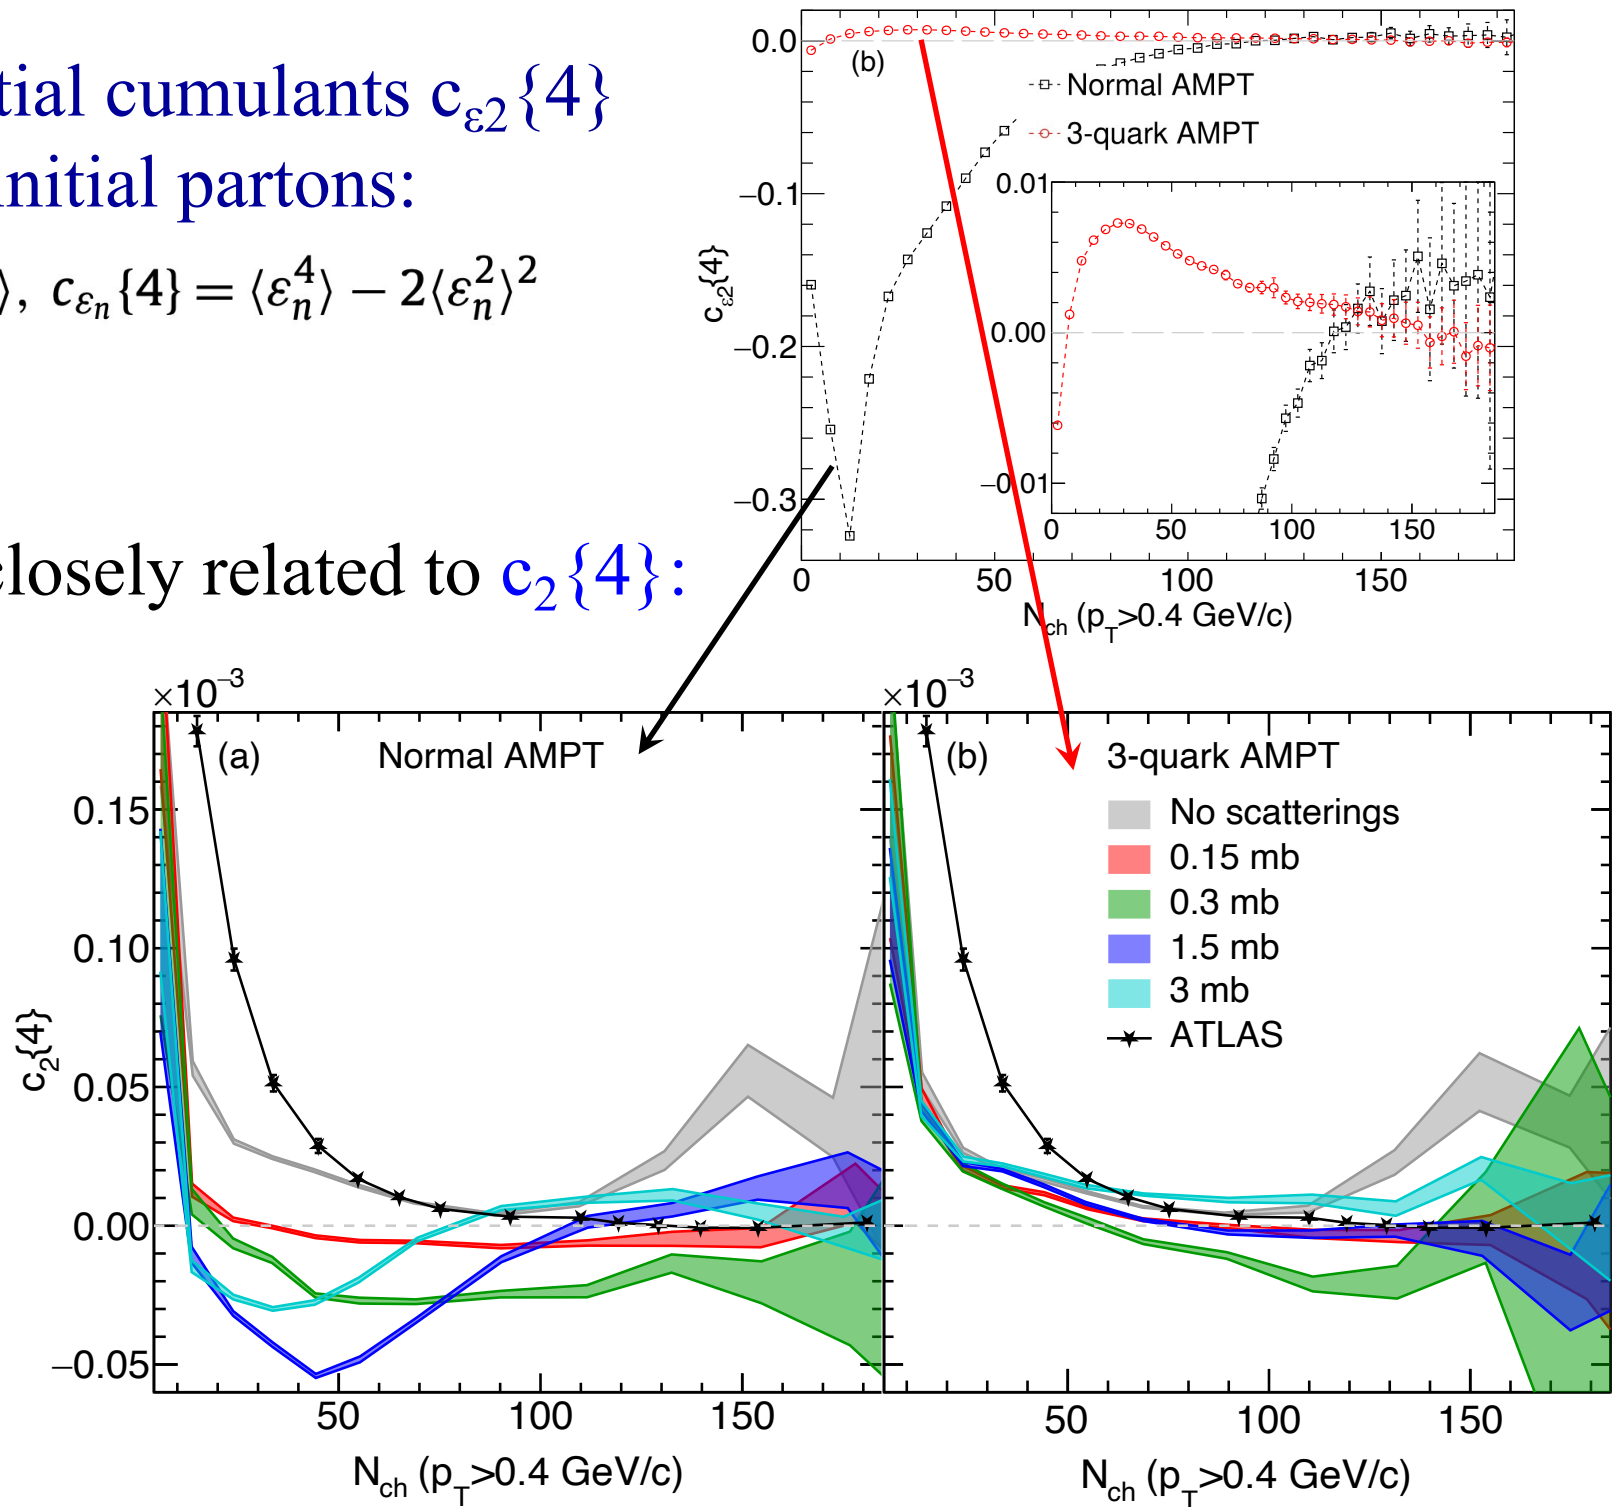 tial cumulants c_ε2{4}
initial partons:
⟩, c_εn{4} = ⟨ε_n^4⟩ − 2⟨ε_n^2⟩^2
closely related to c_2{4}:
0.0
−0.1
−0.2
−0.3
c_ε2{4}
(b)
Normal AMPT
3-quark AMPT
0.01
0.00
−0.01
0 50 100 150
0 50 100 150
N_ch (p_T>0.4 GeV/c)
×10^−3
(a) Normal AMPT
0.15
0.10
0.05
0.00
−0.05
c_2{4}
50 100 150
N_ch (p_T>0.4 GeV/c)
×10^−3
(b) 3-quark AMPT
No scatterings
0.15 mb
0.3 mb
1.5 mb
3 mb
ATLAS
50 100 150
N_ch (p_T>0.4 GeV/c)